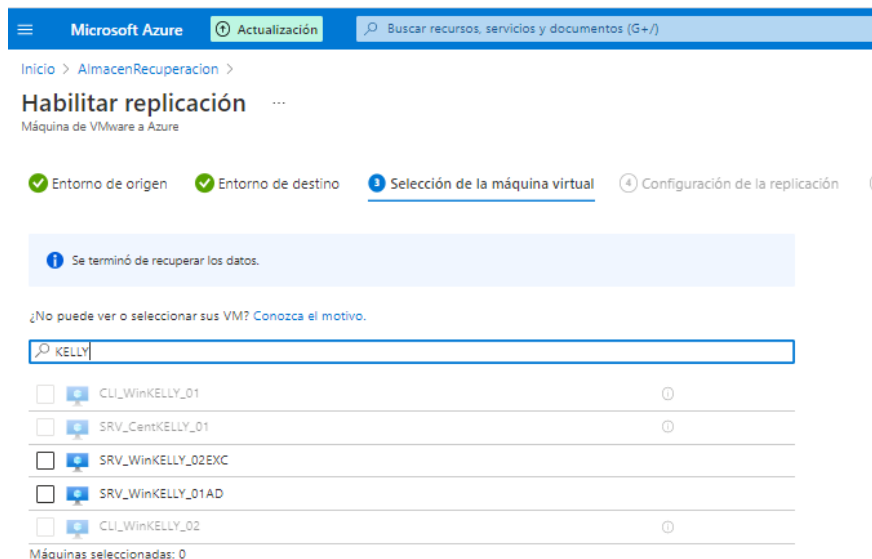 Microsoft Azure Actualización Buscar recursos, servicios y documentos (G+/)
Inicio > AlmacenRecuperacion >
Habilitar replicación ...
Máquina de VMware a Azure
Entorno de origen Entorno de destino 3 Selección de la máquina virtual 4 Configuración de la replicación
Se terminó de recuperar los datos.
¿No puede ver o seleccionar sus VM? Conozca el motivo.
KELLY
CLI_WinKELLY_01
SRV_CentKELLY_01
SRV_WinKELLY_02EXC
SRV_WinKELLY_01AD
CLI_WinKELLY_02
Máquinas seleccionadas: 0